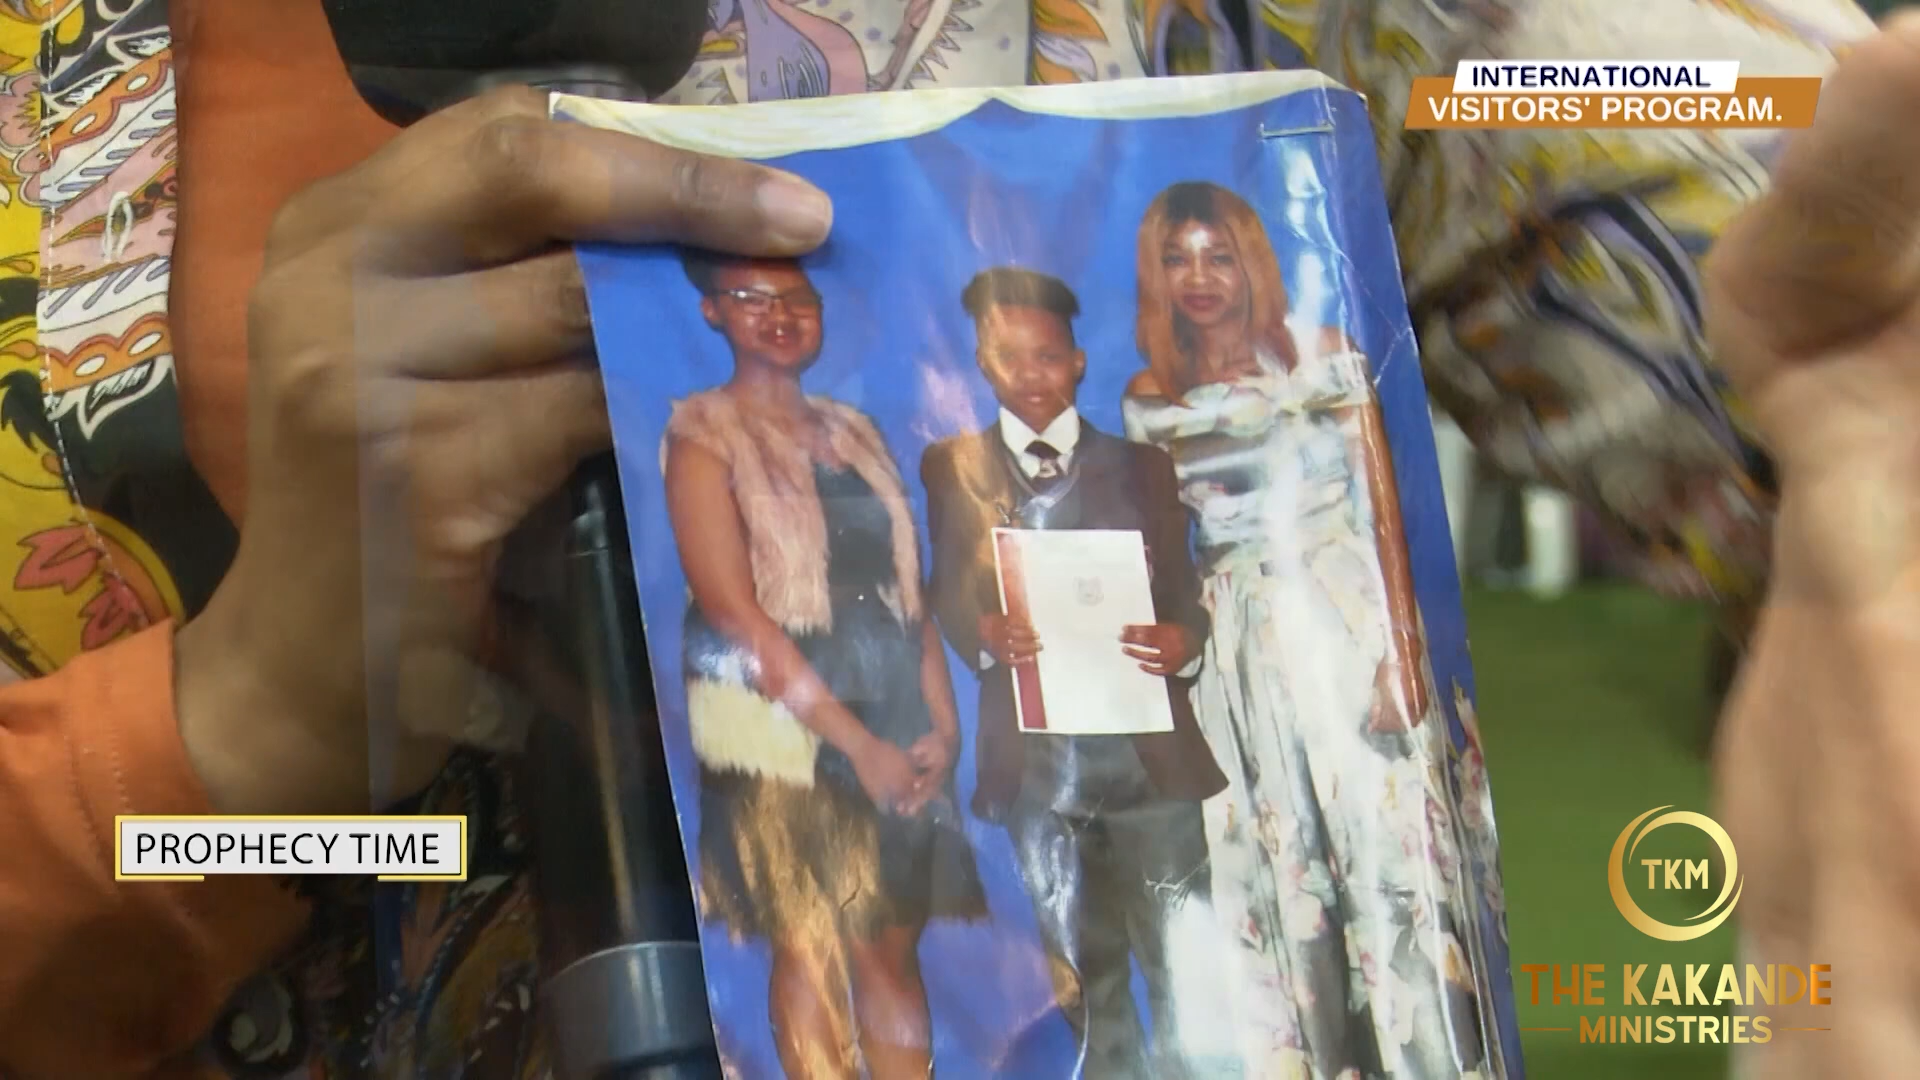 INTERNATIONAL
VISITORS' PROGRAM.
PROPHECY TIME
TKM
THE KAKANDE
MINISTRIES